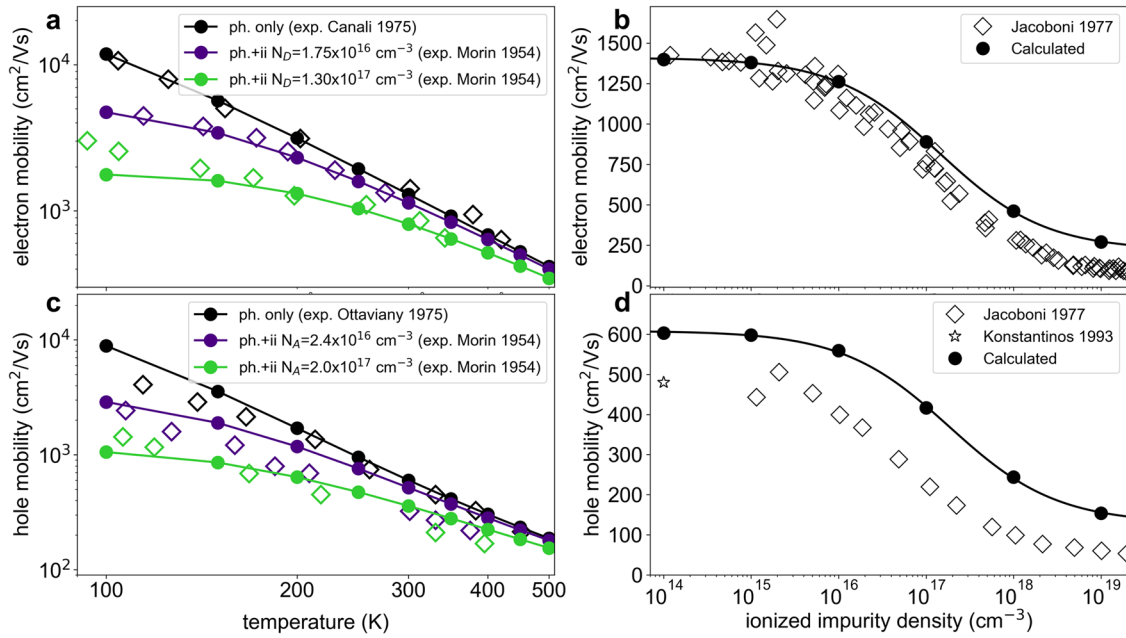 a
ph. only (exp. Canali 1975)
ph.+ii N_D=1.75x10^16 cm^−3 (exp. Morin 1954)
ph.+ii N_D=1.30x10^17 cm^−3 (exp. Morin 1954)
10^4
10^3
electron mobility (cm^2/Vs)
b
Jacoboni 1977
Calculated
1500
1250
1000
750
500
250
0
electron mobility (cm^2/Vs)
c
ph. only (exp. Ottaviany 1975)
ph.+ii N_A=2.4x10^16 cm^−3 (exp. Morin 1954)
ph.+ii N_A=2.0x10^17 cm^−3 (exp. Morin 1954)
10^4
10^3
10^2
hole mobility (cm^2/Vs)
100
200
300
400
500
temperature (K)
d
Jacoboni 1977
Konstantinos 1993
Calculated
600
500
400
300
200
100
0
hole mobility (cm^2/Vs)
10^14
10^15
10^16
10^17
10^18
10^19
ionized impurity density (cm^−3)